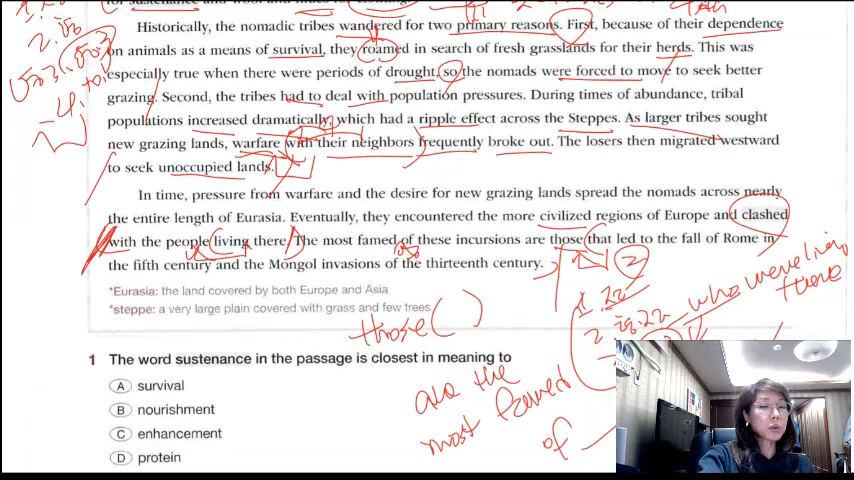 for sustenance and wool and
Historically, the nomadic tribes wandered for two primary reasons. First, because of their dependence
on animals as a means of survival, they roamed in search of fresh grasslands for their herds. This was
especially true when there were periods of drought, so the nomads were forced to move to seek better
grazing. Second, the tribes had to deal with population pressures. During times of abundance, tribal
populations increased dramatically, which had a ripple effect across the Steppes. As larger tribes sought
new grazing lands, warfare with their neighbors frequently broke out. The losers then migrated westward
to seek unoccupied lands.
In time, pressure from warfare and the desire for new grazing lands spread the nomads across nearly
the entire length of Eurasia. Eventually, they encountered the more civilized regions of Europe and clashed
with the people living there. The most famed of these incursions are those that led to the fall of Rome in
the fifth century and the Mongol invasions of the thirteenth century.
who were living
there
*Eurasia: the land covered by both Europe and Asia
*steppe: a very large plain covered with grass and few trees
those ( )
1 The word sustenance in the passage is closest in meaning to
A survival
B nourishment
C enhancement
D protein
are the
most famed
of